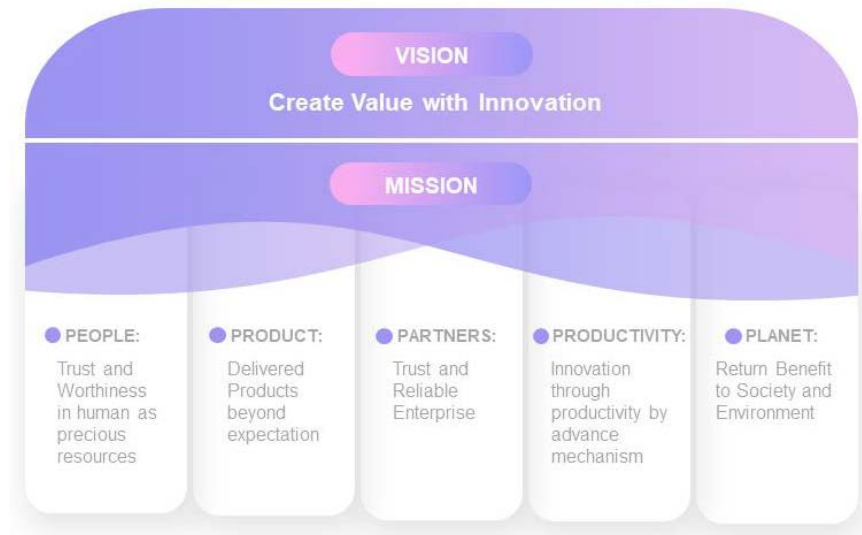 VISION
Create Value with Innovation
MISSION
PEOPLE:
Trust and
Worthiness
in human as
precious
resources
PRODUCT:
Delivered
Products
beyond
expectation
PARTNERS:
Trust and
Reliable
Enterprise
PRODUCTIVITY:
Innovation
through
productivity by
advance
mechanism
PLANET:
Return Benefit
to Society and
Environment